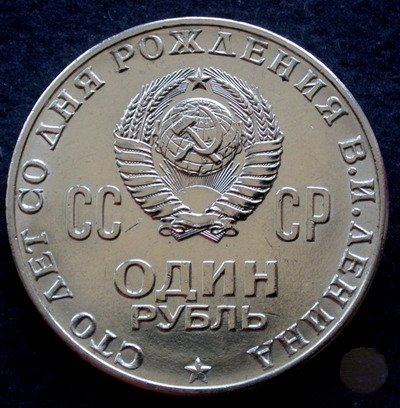 СТО ЛЕТ СО ДНЯ РОЖДЕНИЯ В.И.ЛЕНИНА
СС СР
ОДИН
РУБЛЬ